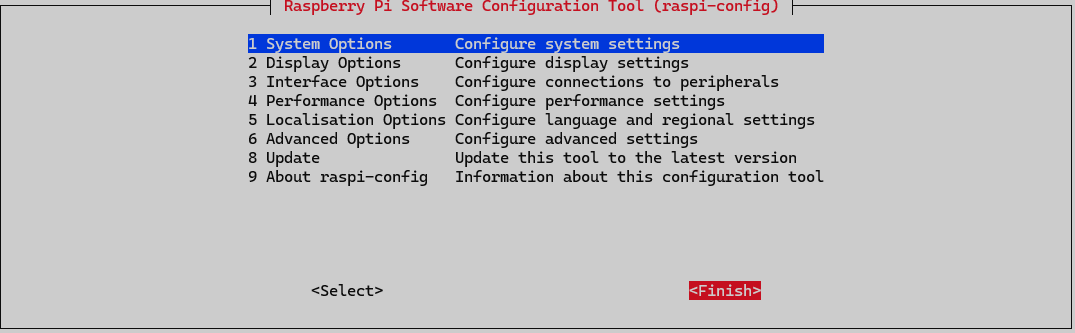 Raspberry Pi Software Configuration Tool (raspi-config)
1 System Options Configure system settings
2 Display Options Configure display settings
3 Interface Options Configure connections to peripherals
4 Performance Options Configure performance settings
5 Localisation Options Configure language and regional settings
6 Advanced Options Configure advanced settings
8 Update Update this tool to the latest version
9 About raspi-config Information about this configuration tool
<Select> <Finish>